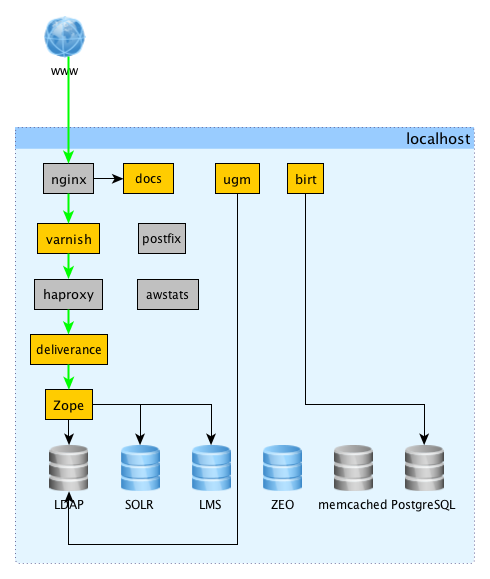 www
localhost
nginx
docs
ugm
birt
varnish
postfix
haproxy
awstats
deliverance
Zope
LDAP
SOLR
LMS
ZEO
memcached
PostgreSQL